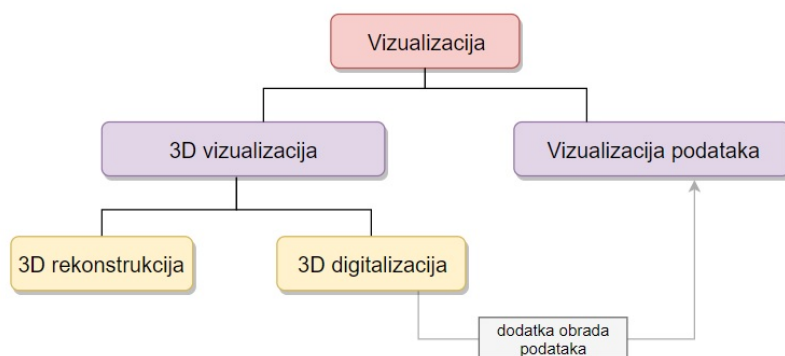 Vizualizacija
3D vizualizacija
Vizualizacija podataka
3D rekonstrukcija
3D digitalizacija
dodatka obrada
podataka